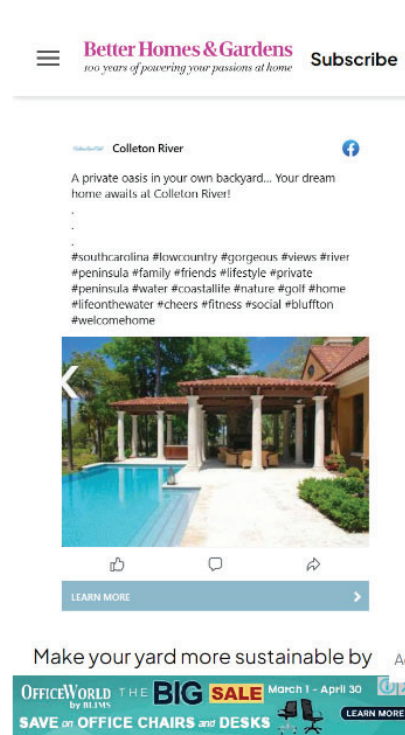 Better Homes & Gardens
100 years of powering your passions at home
Subscribe
Colleton River
A private oasis in your own backyard... Your dream
home awaits at Colleton River!
.
.
.
#southcarolina #lowcountry #gorgeous #views #river
#peninsula #family #friends #lifestyle #private
#peninsula #water #coastallife #nature #golf #home
#lifeonthewater #cheers #fitness #social #bluffton
#welcomehome
LEARN MORE
Make your yard more sustainable by
OFFICEWORLD THE BIG SALE March 1 - April 30
by BLIMS
SAVE on OFFICE CHAIRS and DESKS
LEARN MORE